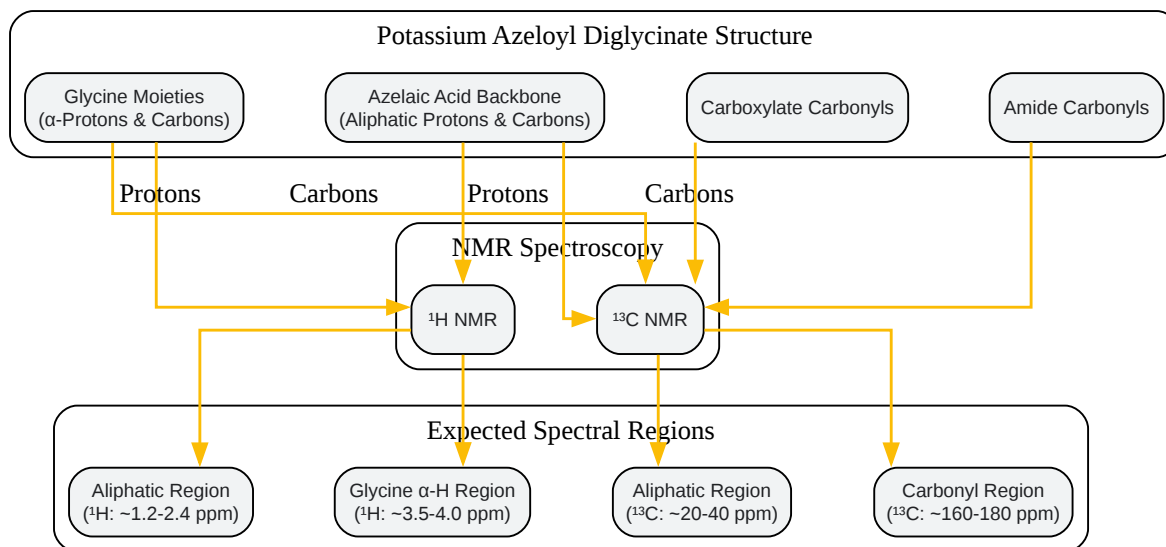 Potassium Azeloyl Diglycinate Structure
Glycine Moieties
(α-Protons & Carbons)
Azelaic Acid Backbone
(Aliphatic Protons & Carbons)
Carboxylate Carbonyls
Amide Carbonyls
Protons
Carbons
Protons
Carbons
NMR Spectroscopy
¹H NMR
¹³C NMR
Expected Spectral Regions
Aliphatic Region
(¹H: ~1.2-2.4 ppm)
Glycine α-H Region
(¹H: ~3.5-4.0 ppm)
Aliphatic Region
(¹³C: ~20-40 ppm)
Carbonyl Region
(¹³C: ~160-180 ppm)